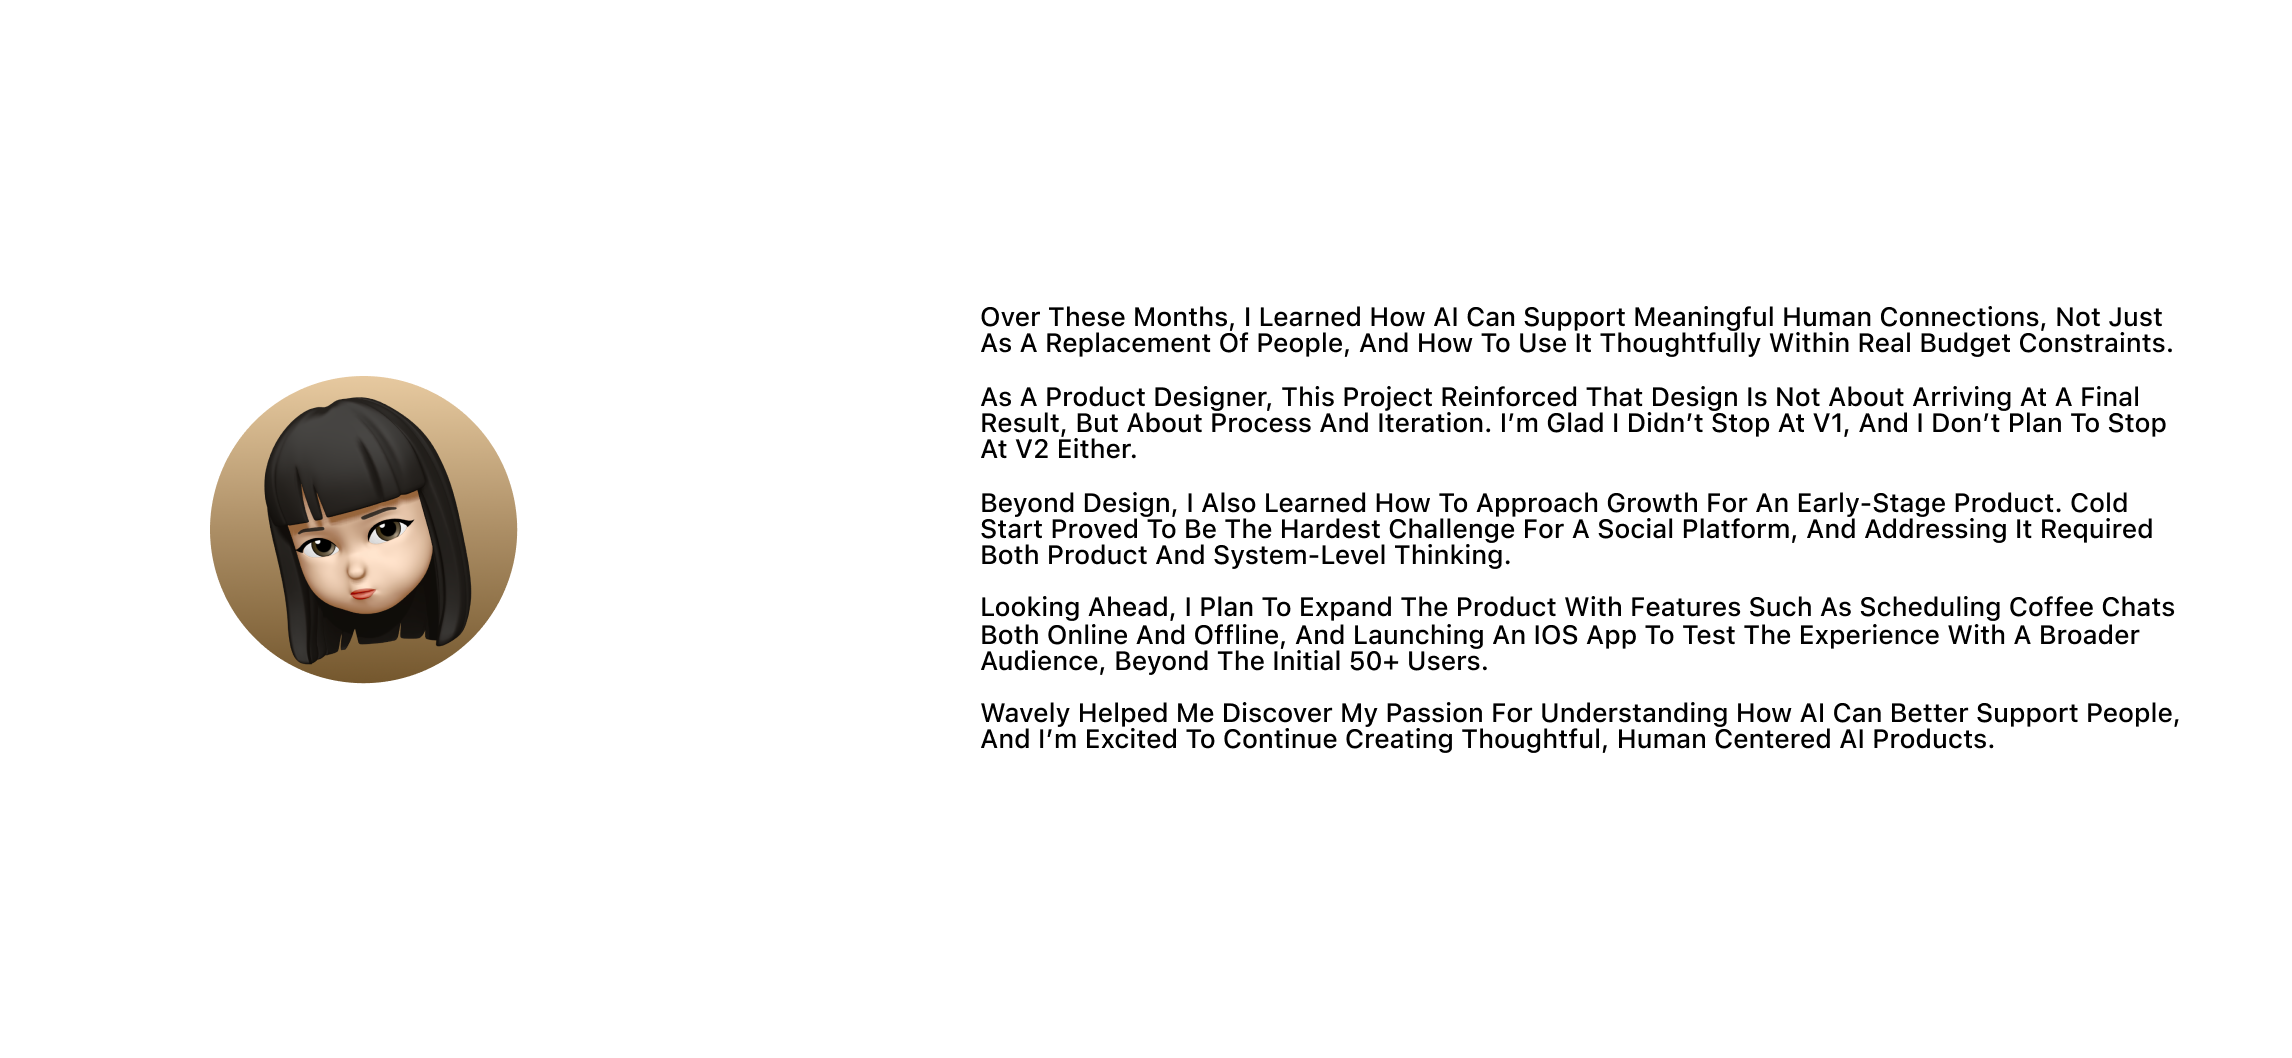 Over These Months, I Learned How AI Can Support Meaningful Human Connections, Not Just
As A Replacement Of People, And How To Use It Thoughtfully Within Real Budget Constraints.
As A Product Designer, This Project Reinforced That Design Is Not About Arriving At A Final
Result, But About Process And Iteration. I’m Glad I Didn’t Stop At V1, And I Don’t Plan To Stop
At V2 Either.
Beyond Design, I Also Learned How To Approach Growth For An Early-Stage Product. Cold
Start Proved To Be The Hardest Challenge For A Social Platform, And Addressing It Required
Both Product And System-Level Thinking.
Looking Ahead, I Plan To Expand The Product With Features Such As Scheduling Coffee Chats
Both Online And Offline, And Launching An IOS App To Test The Experience With A Broader
Audience, Beyond The Initial 50+ Users.
Wavely Helped Me Discover My Passion For Understanding How AI Can Better Support People,
And I’m Excited To Continue Creating Thoughtful, Human Centered AI Products.